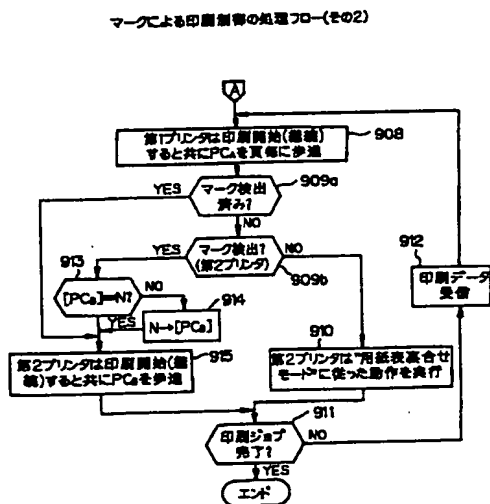 マークによる印刷制御の処理フロー(その2)
A
第1プリンタは印刷開始(継続)
すると共にPCAを頁毎に歩進
908
909a
YES
マーク検出
済み?
NO
YES
マーク検出?
(第2プリンタ)
NO
909b
912
印刷データ
受信
913
[PCB]=N?
NO
914
YES
N→[PCB]
915
910
第2プリンタは印刷開始(継
続)すると共にPCBを歩進
第2プリンタは"用紙表裏合せ
モード"に従った動作を実行
911
印刷ジョブ
完了?
NO
YES
エンド